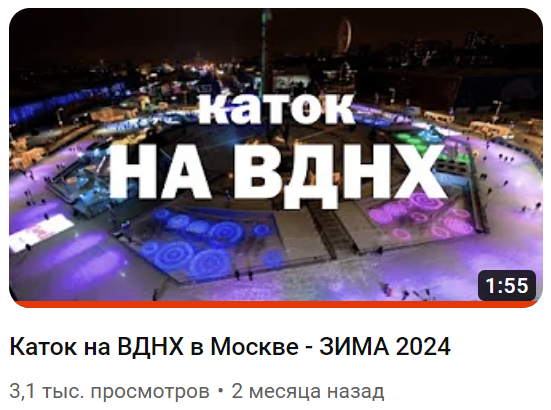 каток
НА ВДНХ
1:55
Каток на ВДНХ в Москве - ЗИМА 2024
3,1 тыс. просмотров • 2 месяца назад